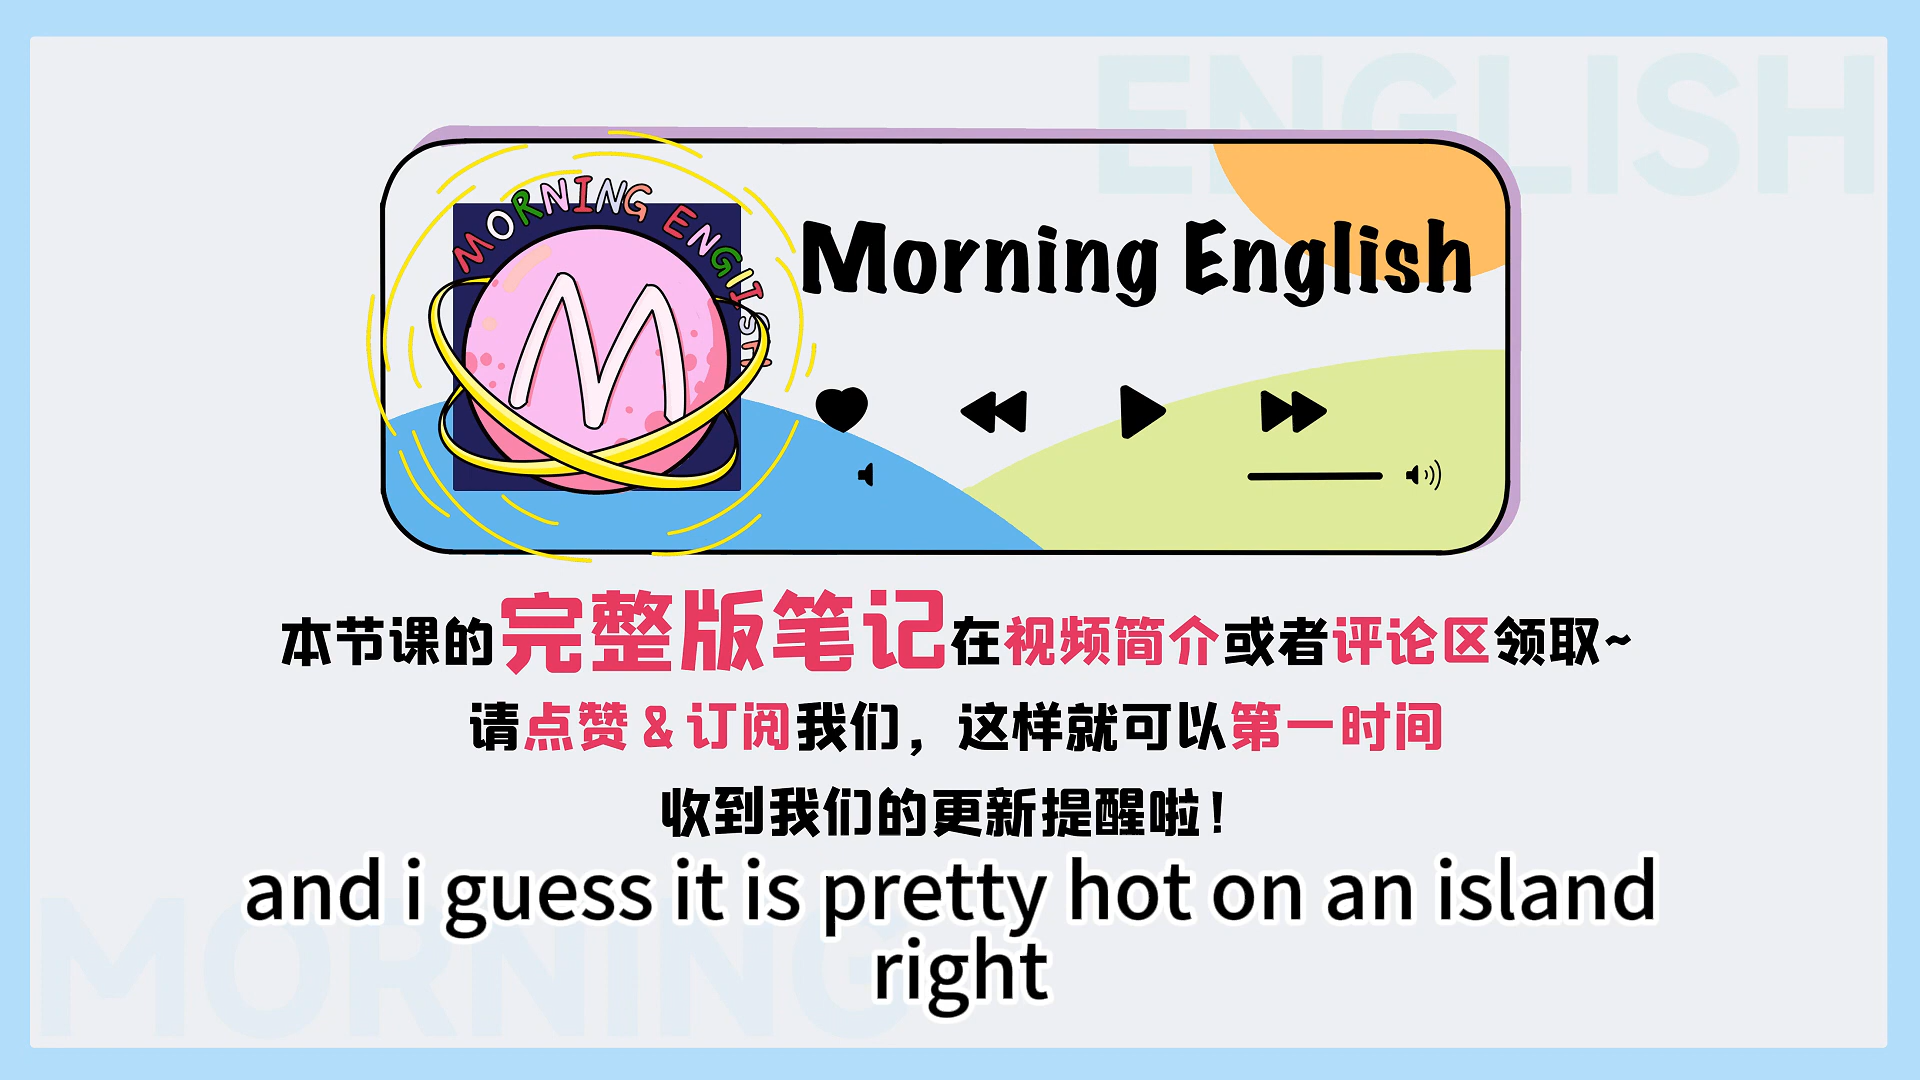 ENGLISH
MORNING ENGLISH
M
Morning English
本节课的完整版笔记在视频简介或者评论区领取~
请点赞&订阅我们，这样就可以第一时间
收到我们的更新提醒啦！
and i guess it is pretty hot on an island
right
MORNING